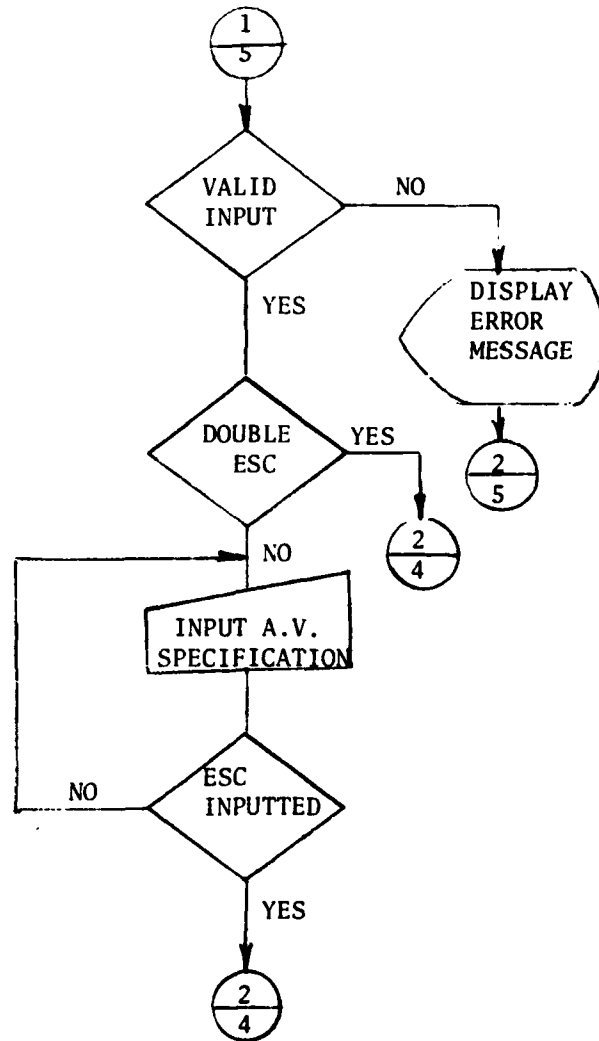 1
5
VALID
INPUT
NO
YES
DISPLAY
ERROR
MESSAGE
2
5
DOUBLE
ESC
YES
2
4
NO
INPUT A.V.
SPECIFICATION
ESC
INPUTTED
NO
YES
2
4